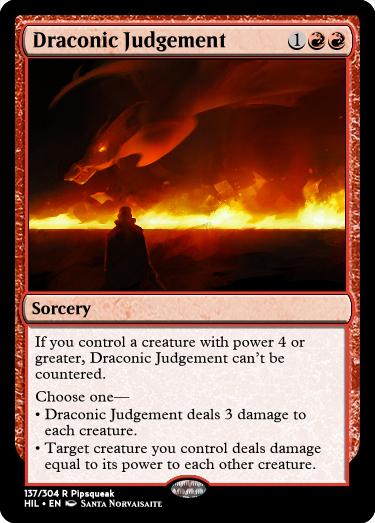 Draconic Judgement 1
Sorcery
If you control a creature with power 4 or
greater, Draconic Judgement can't be
countered.
Choose one—
• Draconic Judgement deals 3 damage to
each creature.
• Target creature you control deals damage
equal to its power to each other creature.
137/304 R Pipsqueak
HIL • EN Santa Norvaisaite